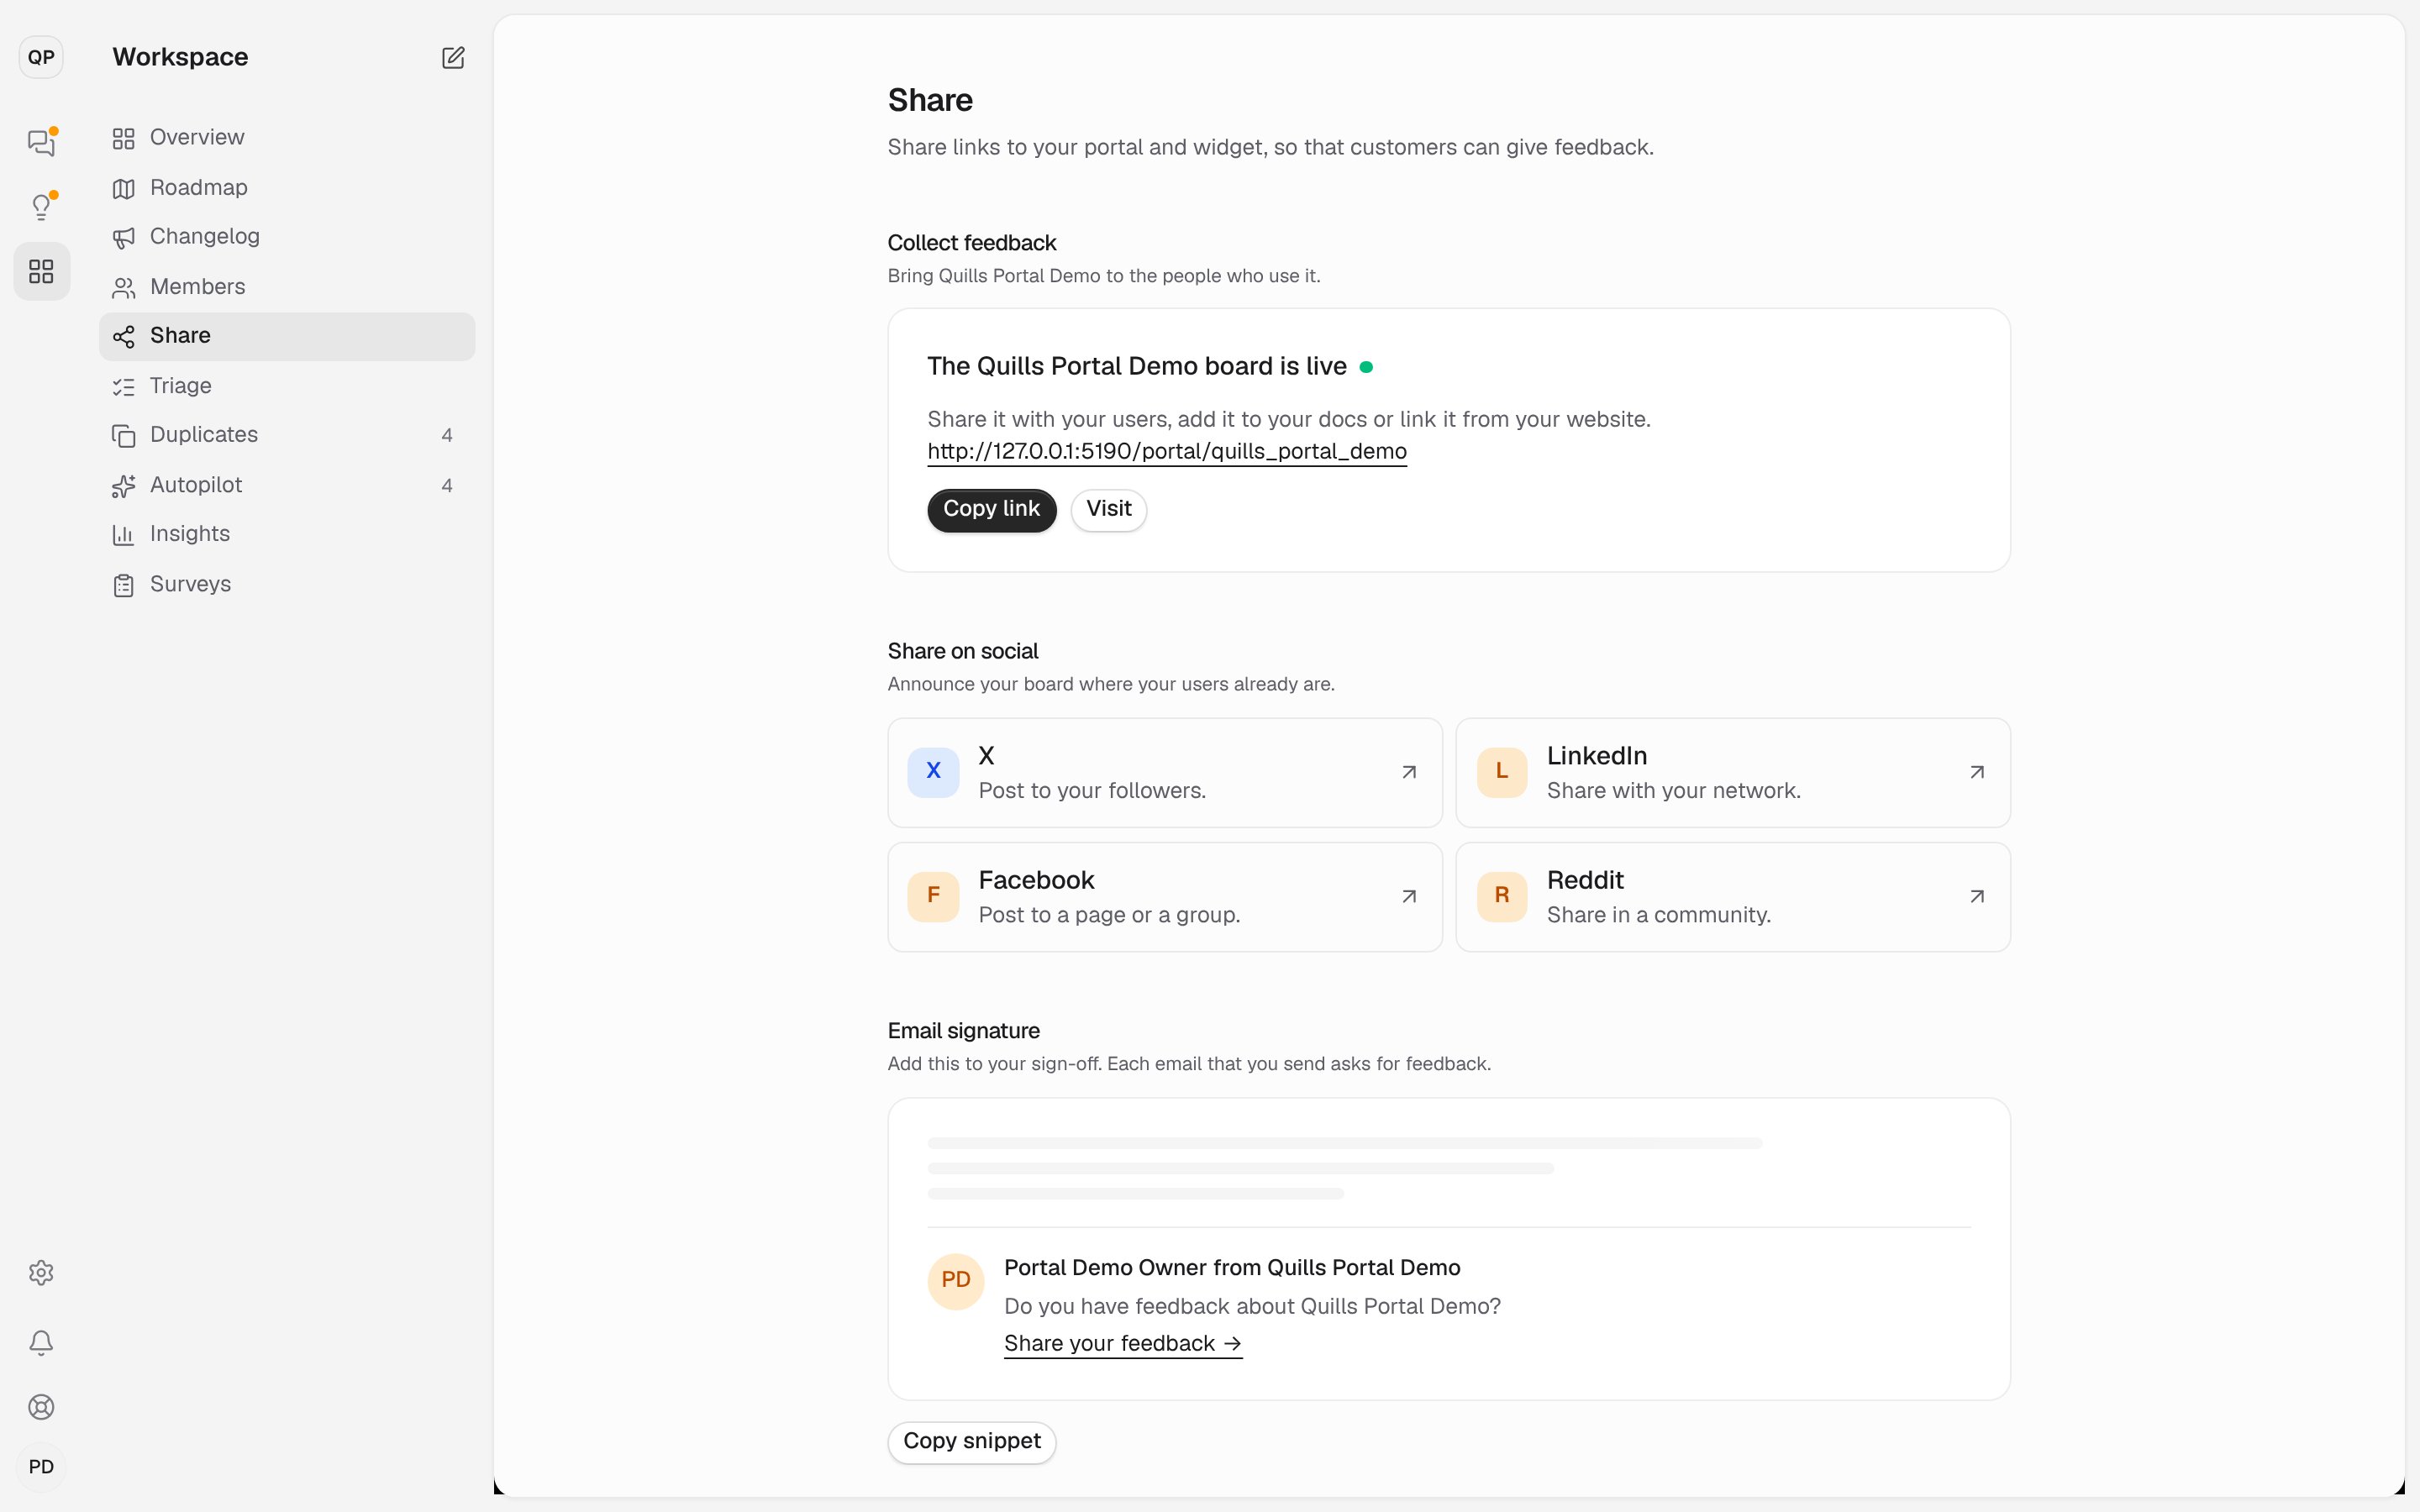 QP
Workspace
Overview
Roadmap
Changelog
Members
Share
Triage
Duplicates 4
Autopilot 4
Insights
Surveys
PD
Share
Share links to your portal and widget, so that customers can give feedback.
Collect feedback
Bring Quills Portal Demo to the people who use it.
The Quills Portal Demo board is live
Share it with your users, add it to your docs or link it from your website.
http://127.0.0.1:5190/portal/quills_portal_demo
Copy link Visit
Share on social
Announce your board where your users already are.
X
X
Post to your followers.
L
LinkedIn
Share with your network.
F
Facebook
Post to a page or a group.
R
Reddit
Share in a community.
Email signature
Add this to your sign-off. Each email that you send asks for feedback.
PD
Portal Demo Owner from Quills Portal Demo
Do you have feedback about Quills Portal Demo?
Share your feedback →
Copy snippet